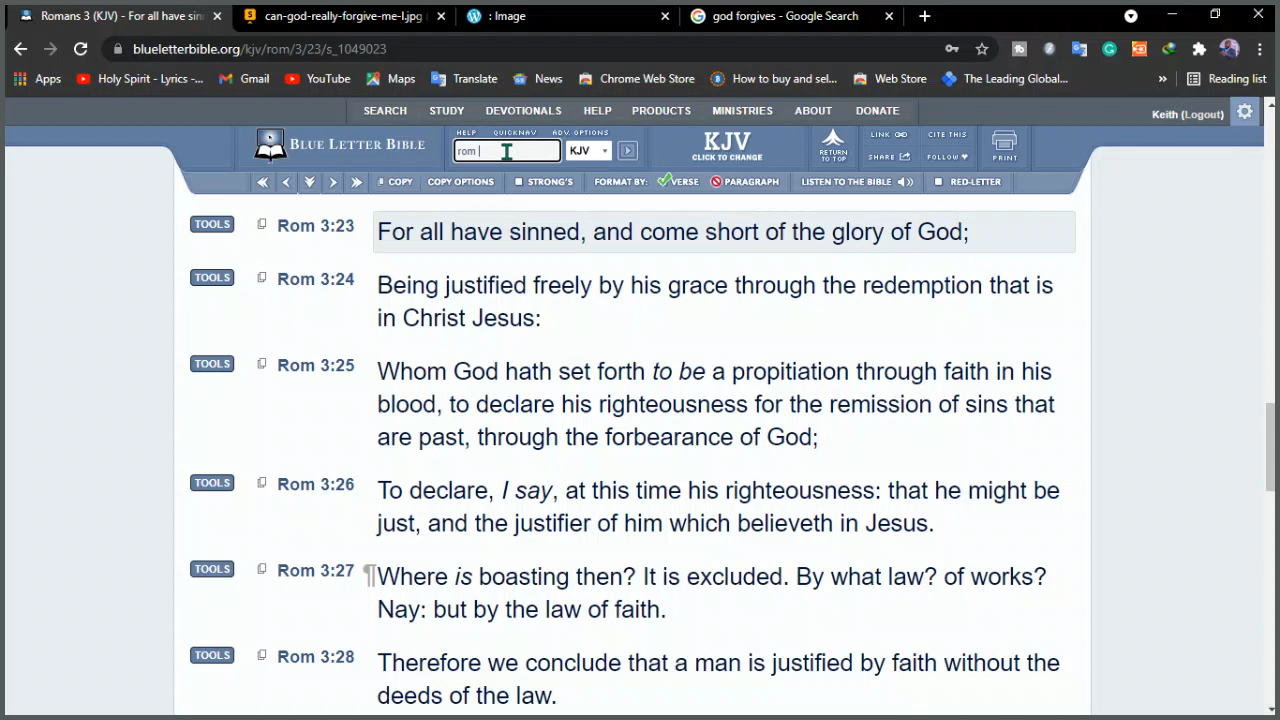 Romans 3 (KJV) - For all have sinn
can-god-really-forgive-me-l.jpg
: Image
god forgives - Google Search
blueletterbible.org/kjv/rom/3/23/s_1049023
Apps
Holy Spirit - Lyrics -...
Gmail
YouTube
Maps
Translate
News
Chrome Web Store
How to buy and sel...
Web Store
The Leading Global...
»
Reading list
SEARCH STUDY DEVOTIONALS HELP PRODUCTS MINISTRIES ABOUT DONATE
Keith (Logout)
BLUE LETTER BIBLE
HELP QUICKNAV ADV. OPTIONS
rom
KJV
KJV
CLICK TO CHANGE
RETURN
TO TOP
LINK
CITE THIS
SHARE
FOLLOW
PRINT
COPY COPY OPTIONS STRONG'S FORMAT BY: VERSE PARAGRAPH LISTEN TO THE BIBLE RED-LETTER
TOOLS Rom 3:23 For all have sinned, and come short of the glory of God;
TOOLS Rom 3:24 Being justified freely by his grace through the redemption that is
in Christ Jesus:
TOOLS Rom 3:25 Whom God hath set forth to be a propitiation through faith in his
blood, to declare his righteousness for the remission of sins that
are past, through the forbearance of God;
TOOLS Rom 3:26 To declare, I say, at this time his righteousness: that he might be
just, and the justifier of him which believeth in Jesus.
TOOLS Rom 3:27 ¶Where is boasting then? It is excluded. By what law? of works?
Nay: but by the law of faith.
TOOLS Rom 3:28 Therefore we conclude that a man is justified by faith without the
deeds of the law.